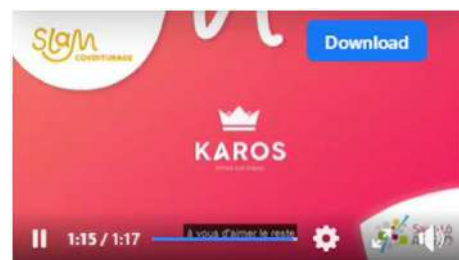 Slam
COVOITURAGE
Download
KAROS
1:15 / 1:17
à vous d'aimer le reste